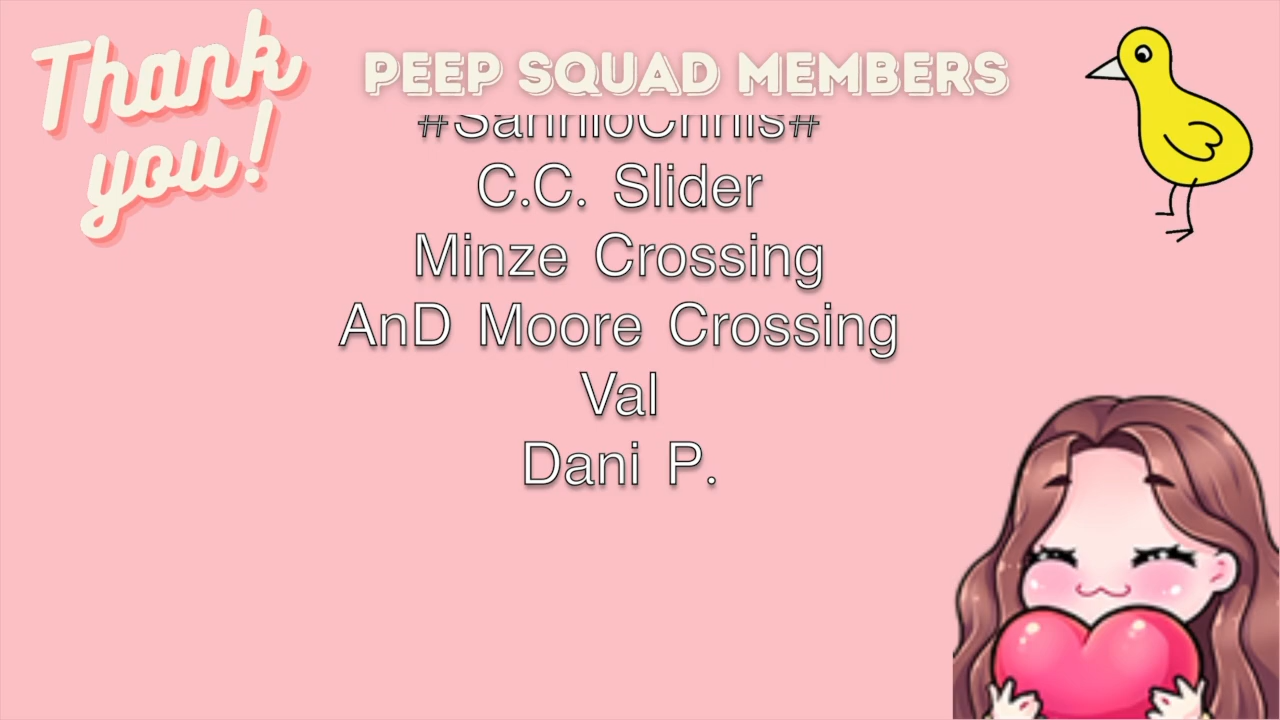 Thank
you!
PEEP SQUAD MEMBERS
C.C. Slider
Minze Crossing
AnD Moore Crossing
Val
Dani P.